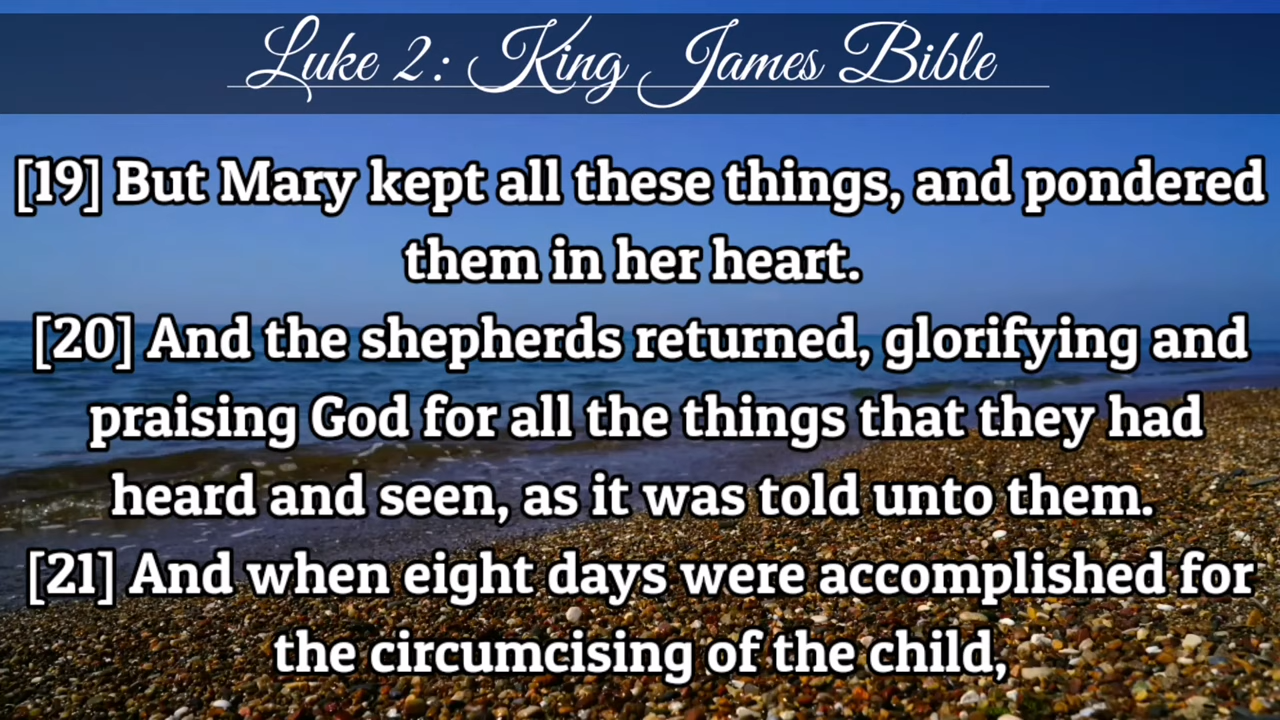 Luke 2: King James Bible
[19] But Mary kept all these things, and pondered
them in her heart.
[20] And the shepherds returned, glorifying and
praising God for all the things that they had
heard and seen, as it was told unto them.
[21] And when eight days were accomplished for
the circumcising of the child,